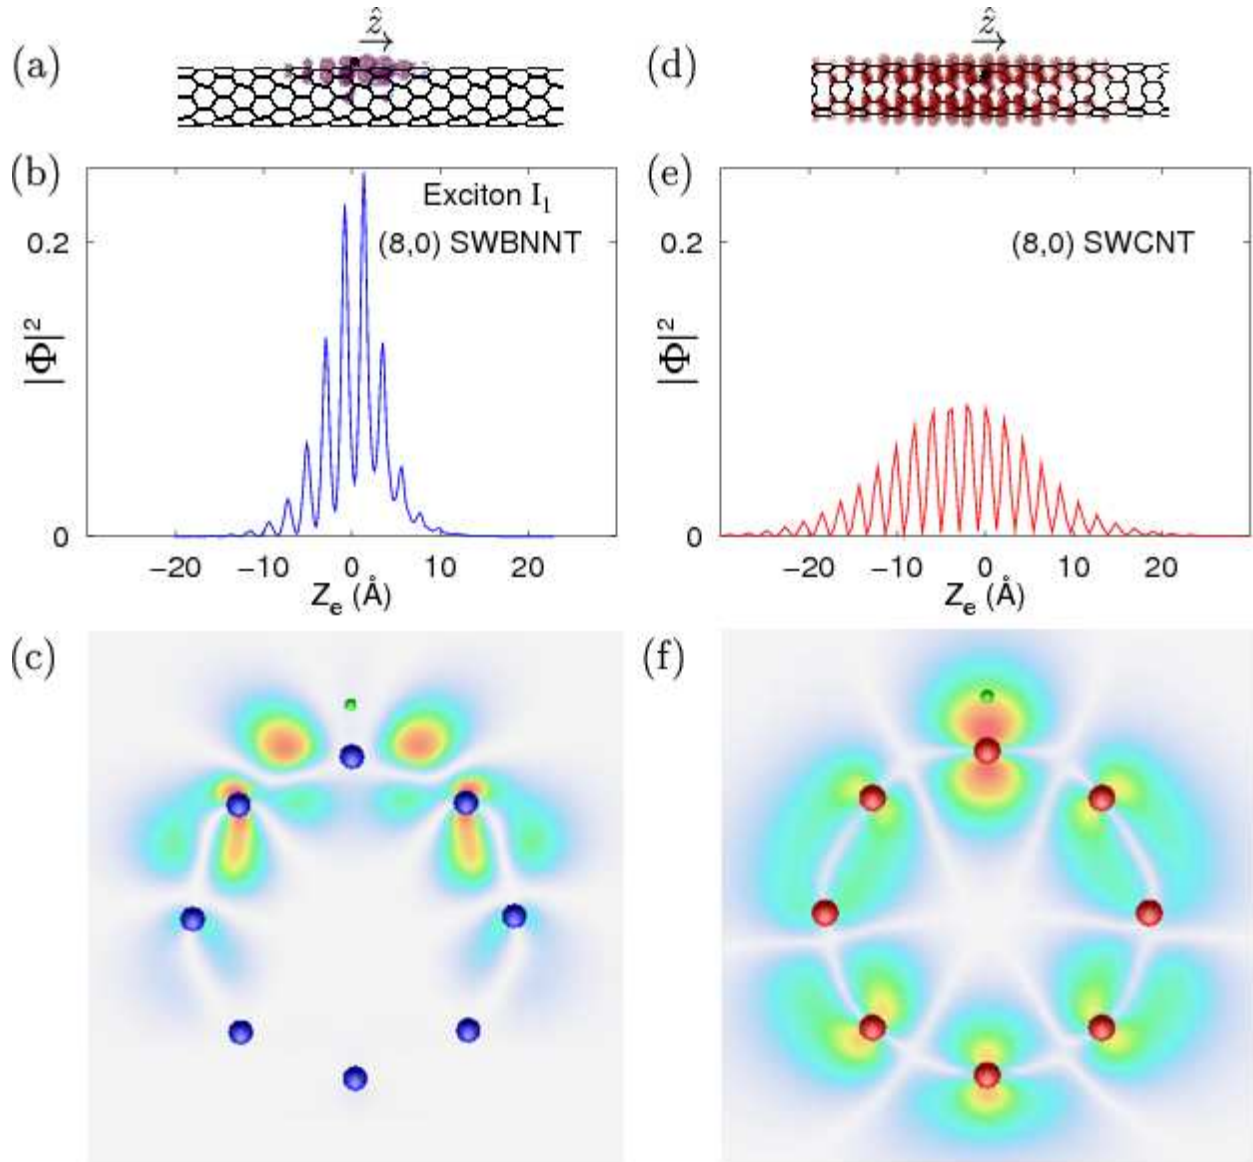 (a)
ẑ
(b)
|Φ|²
0.2
0
Exciton I₁
(8,0) SWBNNT
−20 −10 0 10 20
Zₑ (Å)
(c)
(d)
ẑ
(e)
|Φ|²
0.2
0
(8,0) SWCNT
−20 −10 0 10 20
Zₑ (Å)
(f)